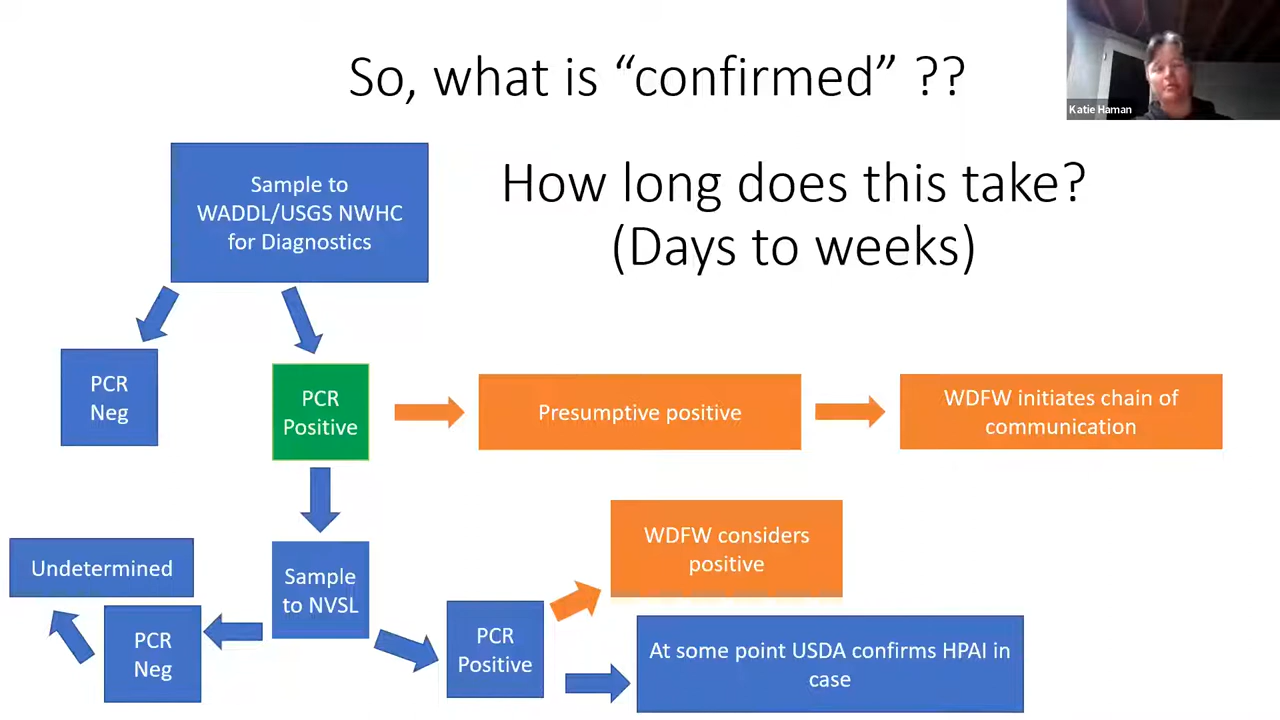 So, what is “confirmed” ??
Katie Haman
How long does this take?
(Days to weeks)
Sample to
WADDL/USGS NWHC
for Diagnostics
PCR
Neg
PCR
Positive
Presumptive positive
WDFW initiates chain of
communication
WDFW considers
positive
Undetermined
Sample
to NVSL
PCR
Neg
PCR
Positive
At some point USDA confirms HPAI in
case